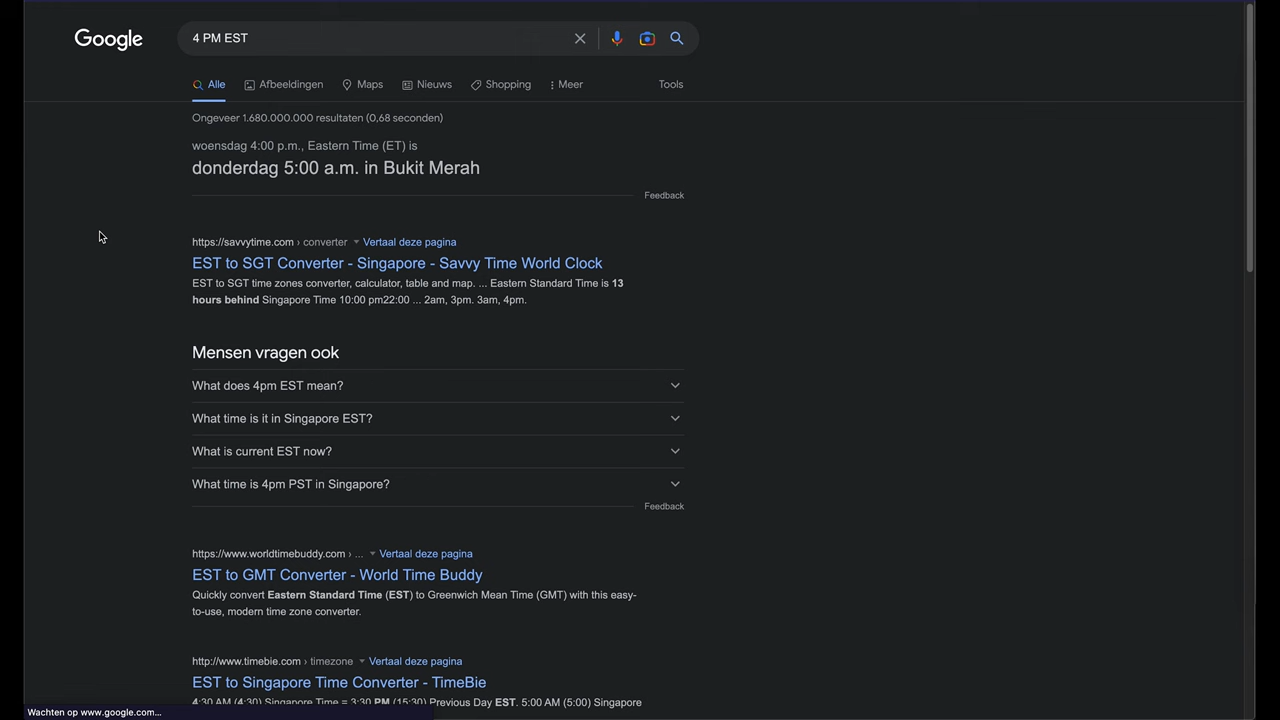 Google
4 PM EST
Alle Afbeeldingen Maps Nieuws Shopping Meer Tools
Ongeveer 1.680.000.000 resultaten (0,68 seconden)
woensdag 4:00 p.m., Eastern Time (ET) is
donderdag 5:00 a.m. in Bukit Merah
Feedback
https://savvytime.com › converter Vertaal deze pagina
EST to SGT Converter - Singapore - Savvy Time World Clock
EST to SGT time zones converter, calculator, table and map. ... Eastern Standard Time is 13
hours behind Singapore Time 10:00 pm22:00 ... 2am, 3pm. 3am, 4pm.
Mensen vragen ook
What does 4pm EST mean?
What time is it in Singapore EST?
What is current EST now?
What time is 4pm PST in Singapore?
Feedback
https://www.worldtimebuddy.com › ... Vertaal deze pagina
EST to GMT Converter - World Time Buddy
Quickly convert Eastern Standard Time (EST) to Greenwich Mean Time (GMT) with this easy-
to-use, modern time zone converter.
http://www.timebie.com › timezone Vertaal deze pagina
EST to Singapore Time Converter - TimeBie
4:30 AM (4:30) Singapore Time = 3:30 PM (15:30) Previous Day EST. 5:00 AM (5:00) Singapore
Wachten op www.google.com...